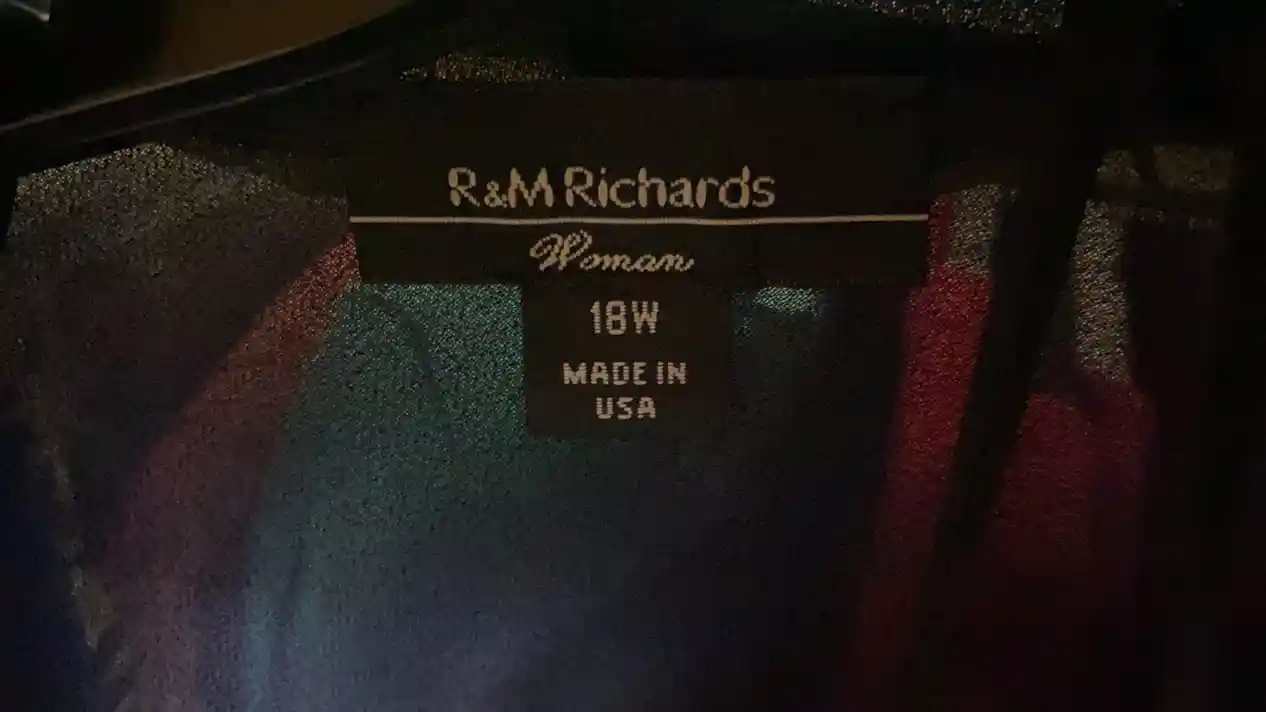 R&M Richards
Woman
18W
MADE IN
USA